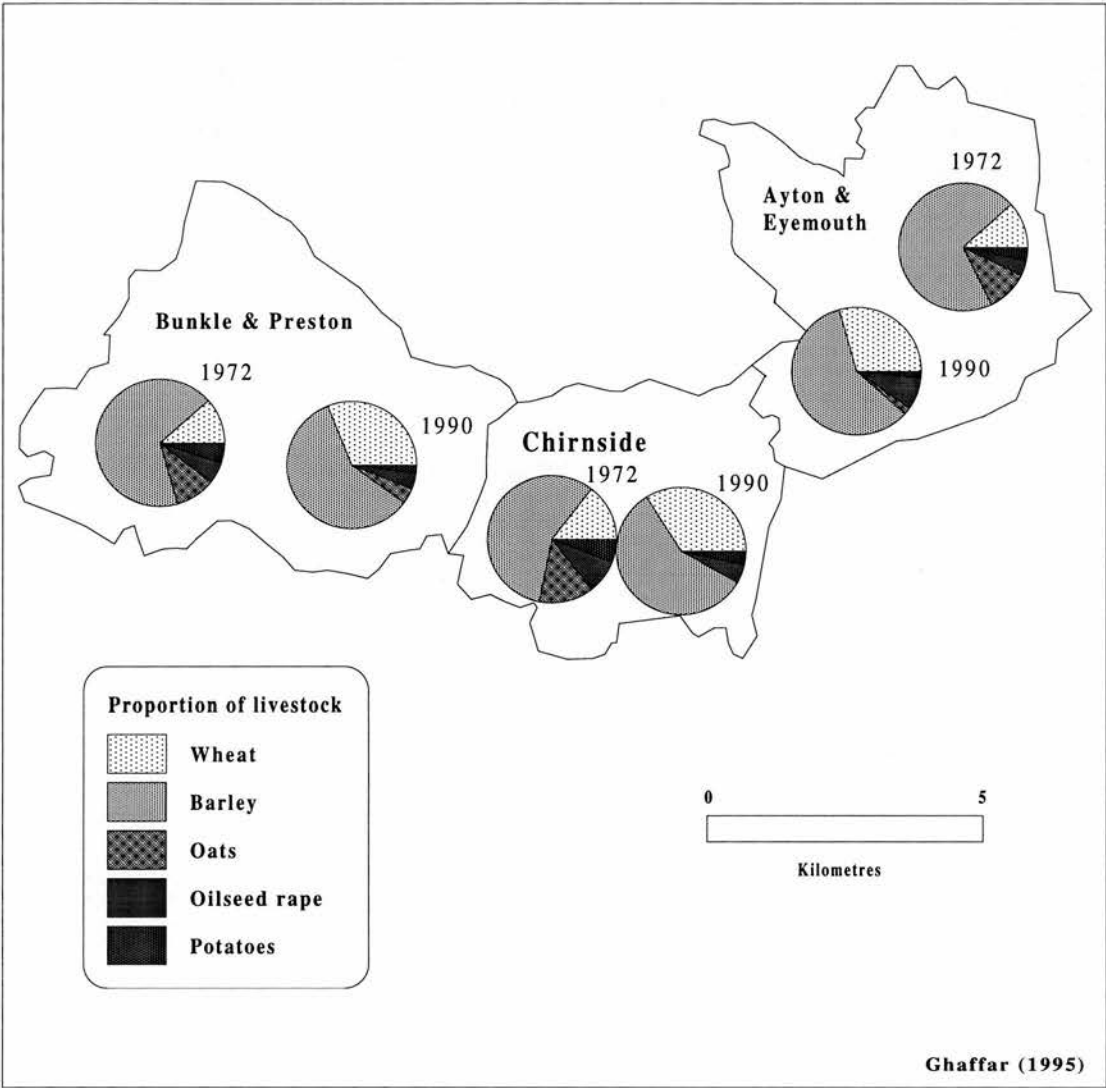 1972
Ayton &
Eyemouth
Bunkle & Preston
1972
1990
1990
Chirnside
1972
1990
Proportion of livestock
Wheat
Barley
Oats
Oilseed rape
Potatoes
0 5
Kilometres
Ghaffar (1995)